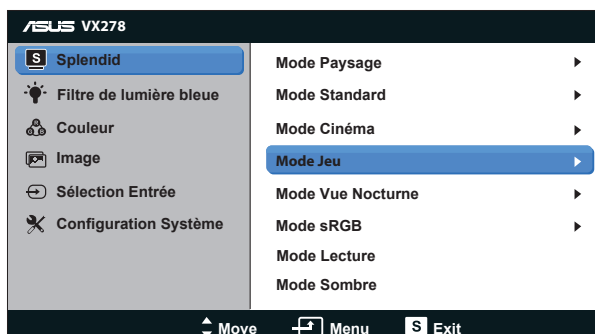 ASUS VX278
S Splendid
Filtre de lumière bleue
Couleur
Image
Sélection Entrée
Configuration Système
Mode Paysage
Mode Standard
Mode Cinéma
Mode Jeu
Mode Vue Nocturne
Mode sRGB
Mode Lecture
Mode Sombre
Move Menu S Exit